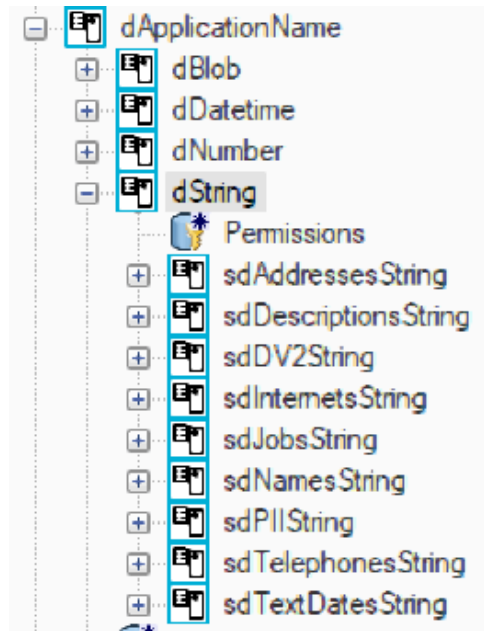 dApplicationName
dBlob
dDatetime
dNumber
dString
Permissions
sdAddressesString
sdDescriptionsString
sdDV2String
sdInternetsString
sdJobsString
sdNamesString
sdPIIString
sdTelephonesString
sdTextDatesString